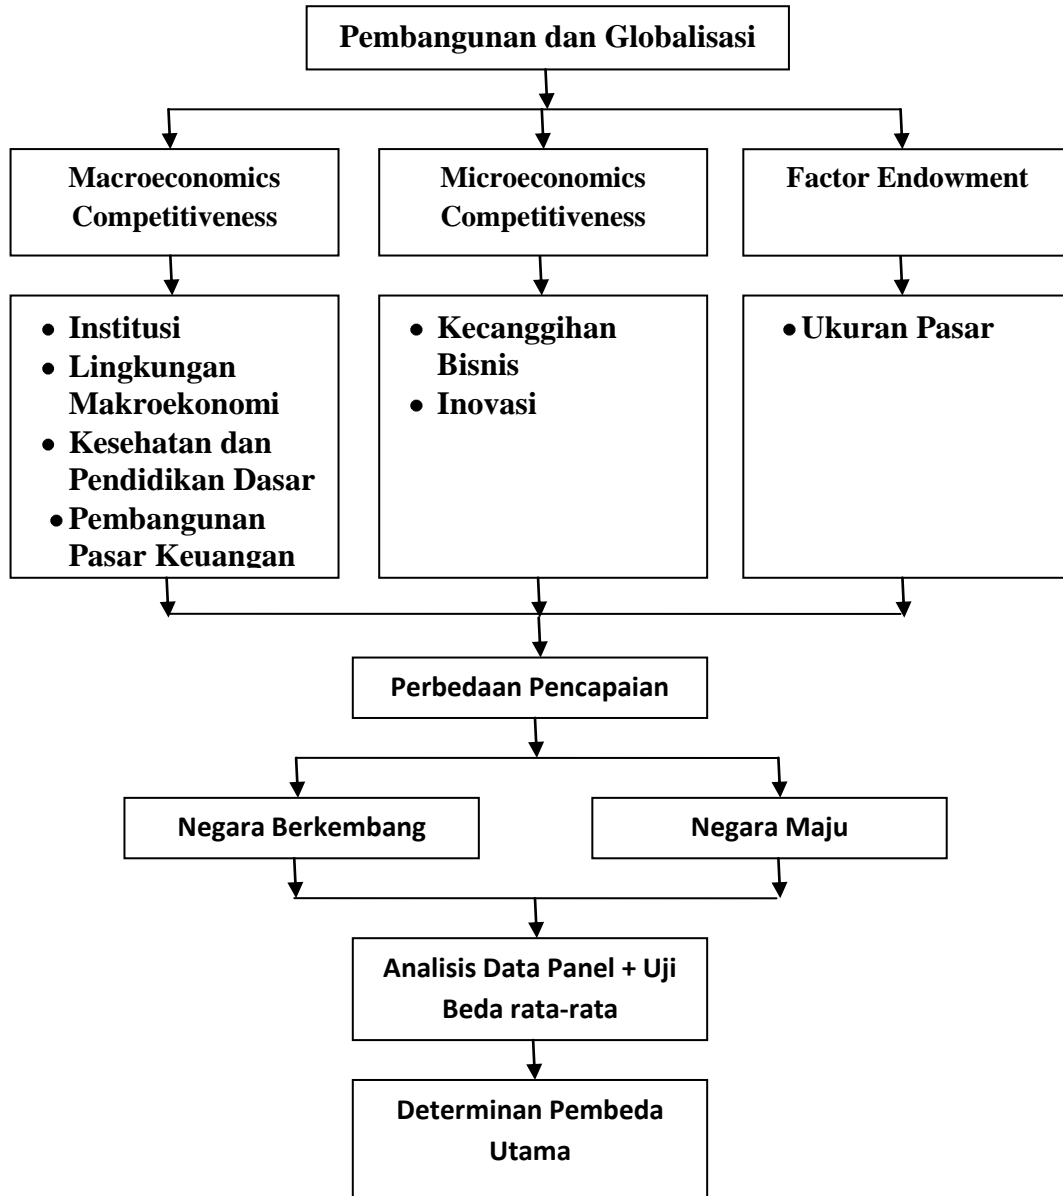 Pembangunan dan Globalisasi
Macroeconomics
Competitiveness
Microeconomics
Competitiveness
Factor Endowment
• Institusi
• Lingkungan
Makroekonomi
• Kesehatan dan
Pendidikan Dasar
• Pembangunan
Pasar Keuangan
• Kecanggihan
Bisnis
• Inovasi
• Ukuran Pasar
Perbedaan Pencapaian
Negara Berkembang
Negara Maju
Analisis Data Panel + Uji
Beda rata-rata
Determinan Pembeda
Utama